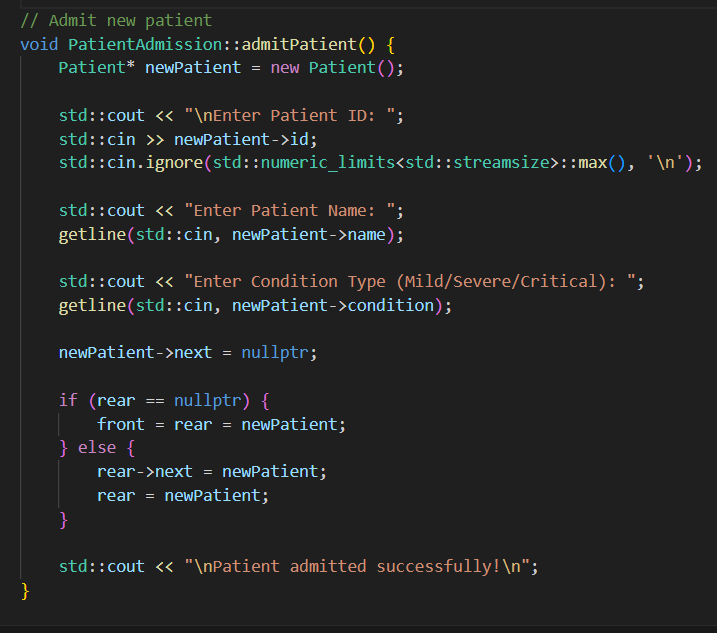 // Admit new patient
void PatientAdmission::admitPatient() {
    Patient* newPatient = new Patient();

    std::cout << "\nEnter Patient ID: ";
    std::cin >> newPatient->id;
    std::cin.ignore(std::numeric_limits<std::streamsize>::max(), '\n');

    std::cout << "Enter Patient Name: ";
    getline(std::cin, newPatient->name);

    std::cout << "Enter Condition Type (Mild/Severe/Critical): ";
    getline(std::cin, newPatient->condition);

    newPatient->next = nullptr;

    if (rear == nullptr) {
        front = rear = newPatient;
    } else {
        rear->next = newPatient;
        rear = newPatient;
    }

    std::cout << "\nPatient admitted successfully!\n";
}